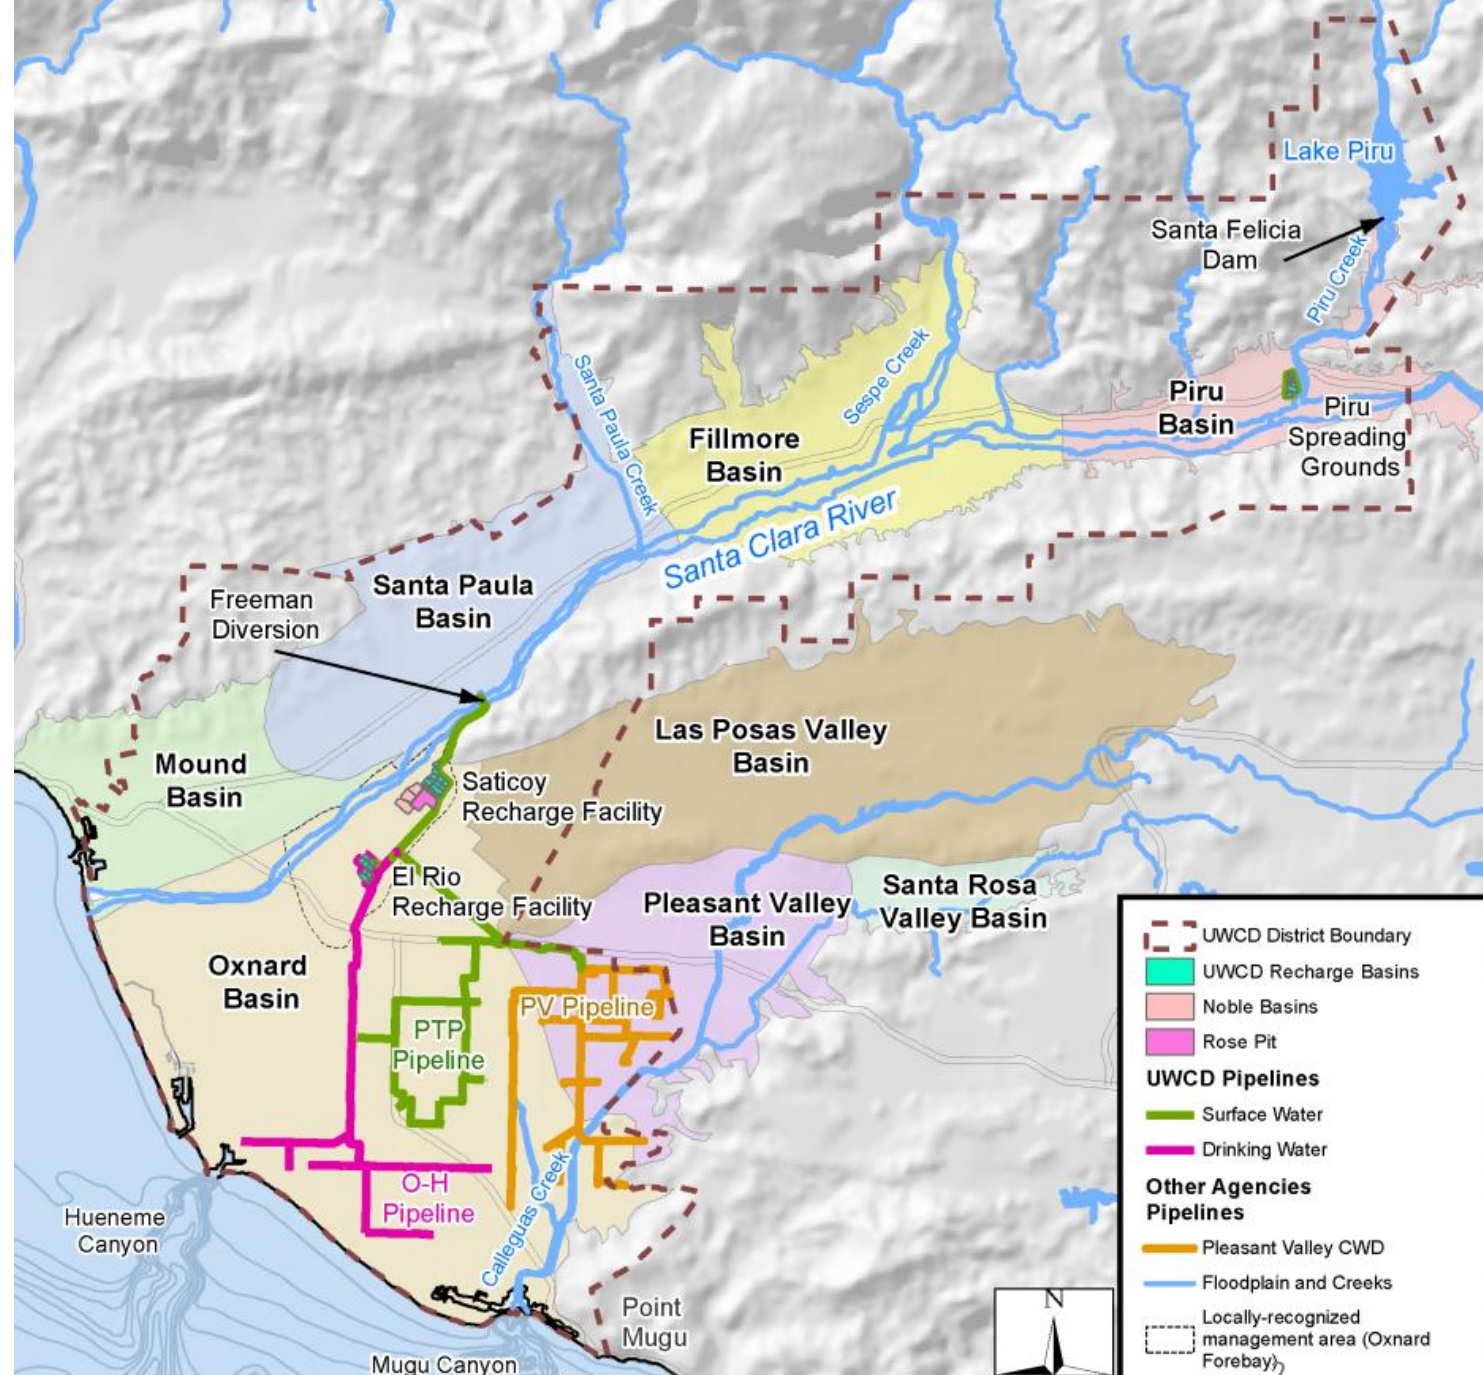 Lake Piru
Santa Felicia
Dam
Piru Creek
Santa Paula Creek
Sespe Creek
Piru
Basin
Piru
Spreading
Grounds
Fillmore
Basin
Santa Clara River
Santa Paula
Basin
Freeman
Diversion
Las Posas Valley
Basin
Mound
Basin
Saticoy
Recharge Facility
El Rio
Recharge Facility
Pleasant Valley
Basin
Santa Rosa
Valley Basin
Oxnard
Basin
PV Pipeline
PTP
Pipeline
O-H
Pipeline
Calleguas Creek
Hueneme
Canyon
Point
Mugu
Mugu Canyon
N
UWCD District Boundary
UWCD Recharge Basins
Noble Basins
Rose Pit
UWCD Pipelines
Surface Water
Drinking Water
Other Agencies
Pipelines
Pleasant Valley CWD
Floodplain and Creeks
Locally-recognized
management area (Oxnard
Forebay)
2